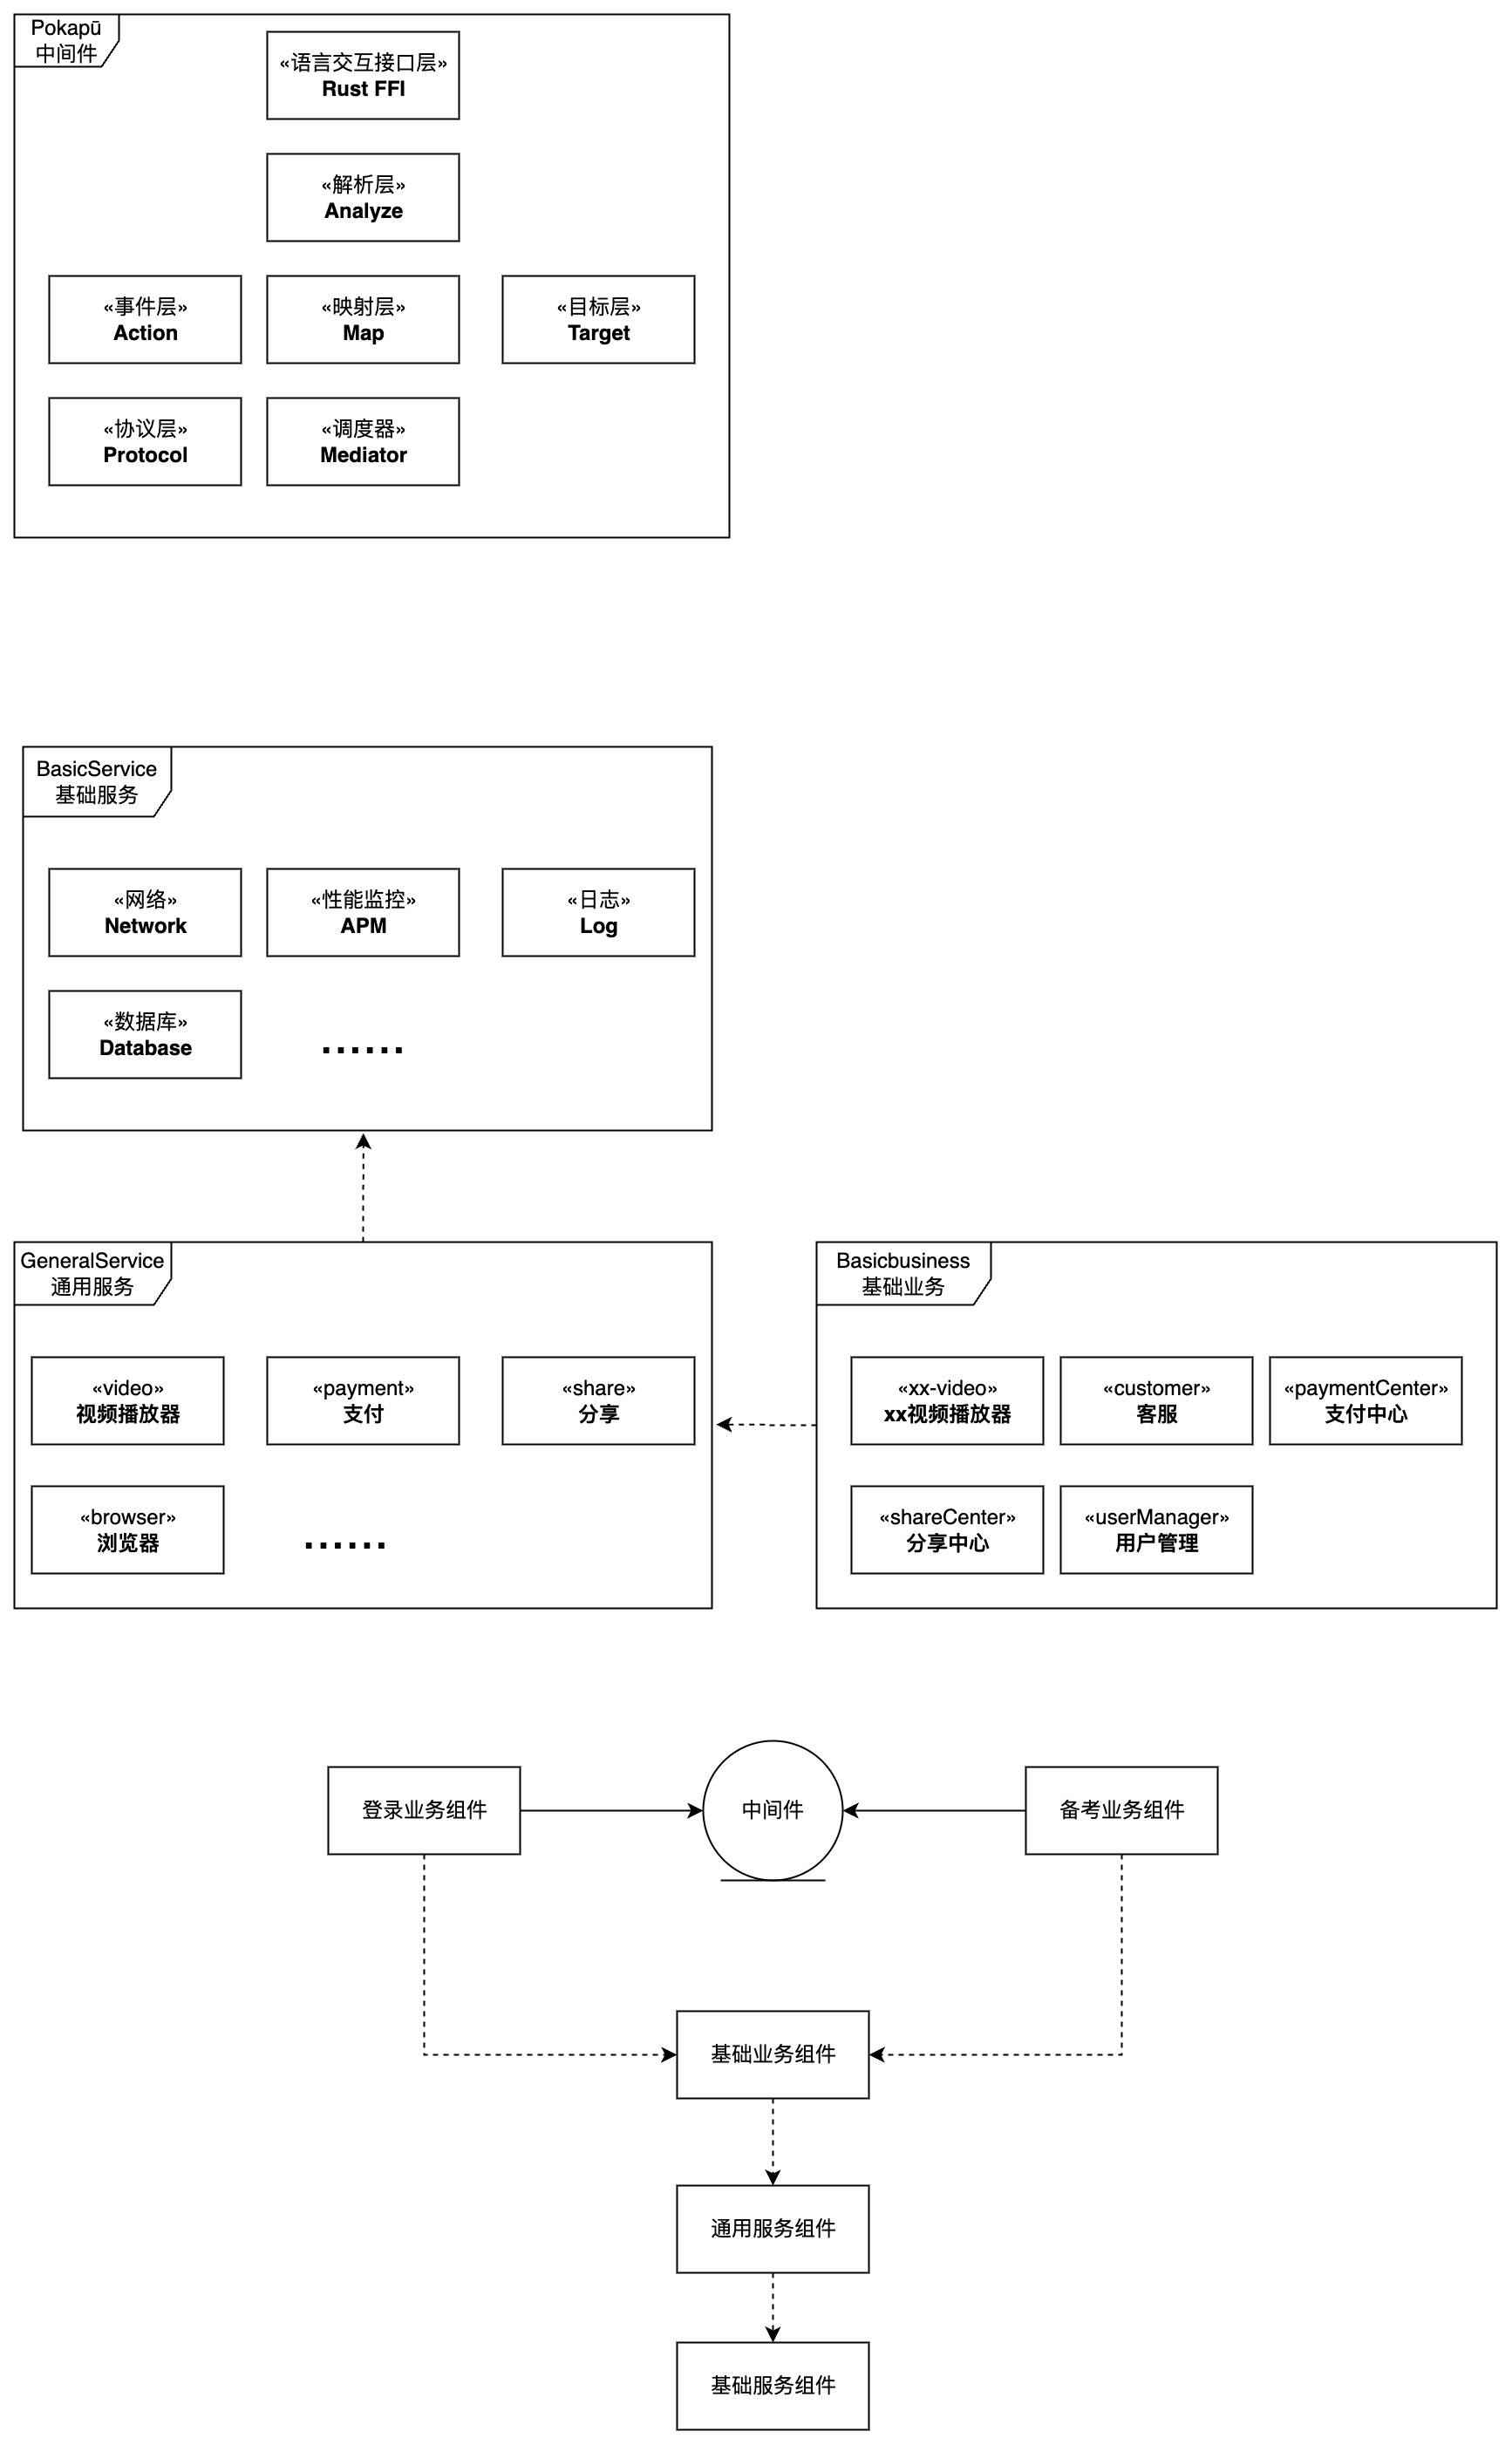 Pokapū
中间件
«语言交互接口层»
Rust FFI
«解析层»
Analyze
«事件层»
Action
«映射层»
Map
«目标层»
Target
«协议层»
Protocol
«调度器»
Mediator
BasicService
基础服务
«网络»
Network
«性能监控»
APM
«日志»
Log
«数据库»
Database
......
GeneralService
通用服务
«video»
视频播放器
«payment»
支付
«share»
分享
«browser»
浏览器
......
Basicbusiness
基础业务
«xx-video»
xx视频播放器
«customer»
客服
«paymentCenter»
支付中心
«shareCenter»
分享中心
«userManager»
用户管理
登录业务组件
中间件
备考业务组件
基础业务组件
通用服务组件
基础服务组件